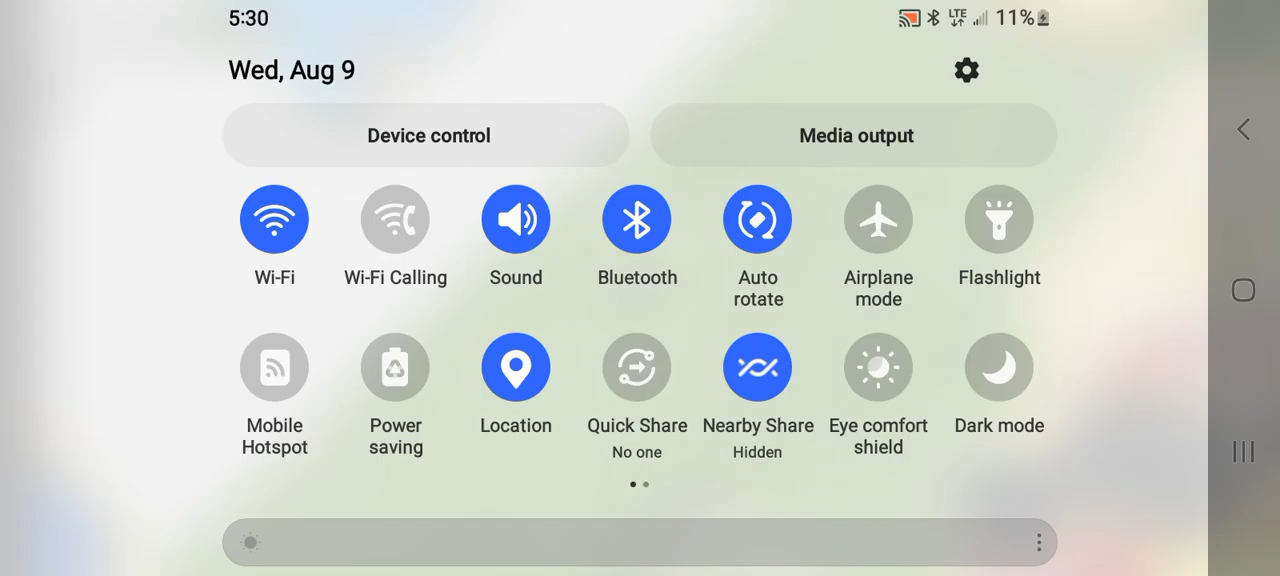 5:30
LTE 11%
Wed, Aug 9
Device control
Media output
Wi-Fi
Wi-Fi Calling
Sound
Bluetooth
Auto
rotate
Airplane
mode
Flashlight
Mobile
Hotspot
Power
saving
Location
Quick Share
No one
Nearby Share
Hidden
Eye comfort
shield
Dark mode